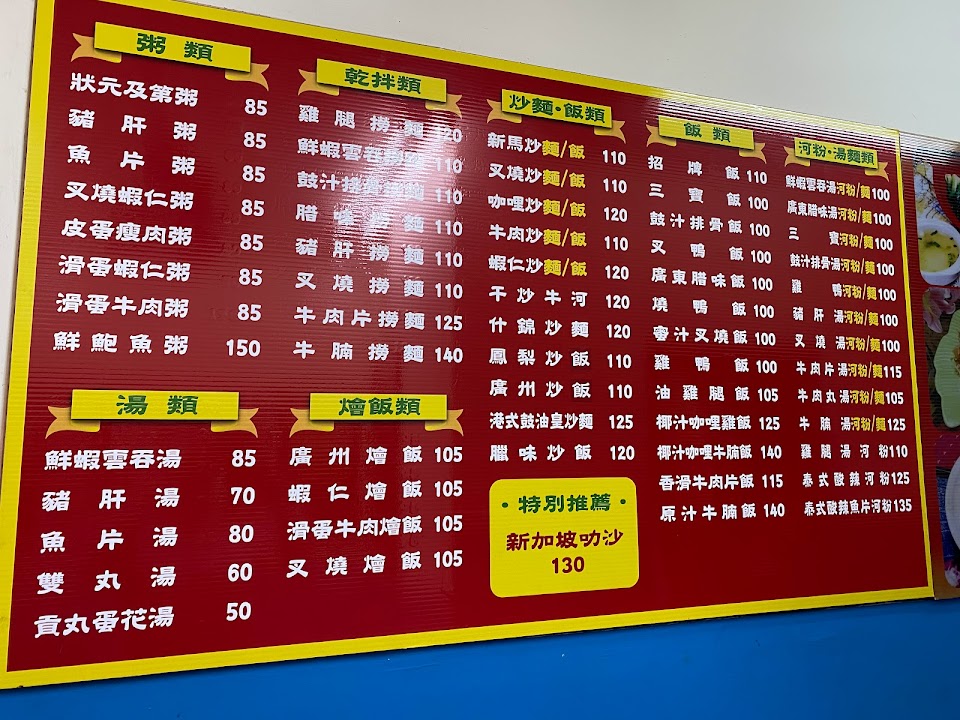 粥類
狀元及第粥 85
豬肝粥 85
魚片粥 85
叉燒蝦仁粥 85
皮蛋瘦肉粥 85
滑蛋蝦仁粥 85
滑蛋牛肉粥 85
鮮鮑魚粥 150
湯類
鮮蝦雲吞湯 85
豬肝湯 70
魚片湯 80
雙丸湯 60
貢丸蛋花湯 50
乾拌類
雞腿撈麵 120
鮮蝦雲吞撈麵 110
鼓汁排骨撈麵 110
腊味撈麵 110
豬肝撈麵 110
叉燒撈麵 110
牛肉片撈麵 125
牛腩撈麵 140
燴飯類
廣州燴飯 105
蝦仁燴飯 105
滑蛋牛肉燴飯 105
叉燒燴飯 105
炒麵·飯類
新馬炒麵/飯 110
叉燒炒麵/飯 110
咖哩炒麵/飯 120
牛肉炒麵/飯 110
蝦仁炒麵/飯 120
干炒牛河 120
什錦炒麵 120
鳳梨炒飯 110
廣州炒飯 110
港式鼓油皇炒麵 125
臘味炒飯 120
·特別推薦·
新加坡叻沙
130
飯類
招牌飯 110
三寶飯 100
鼓汁排骨飯 100
叉鴨飯 100
廣東腊味飯 100
燒鴨飯 100
蜜汁叉燒飯 100
雞鴨飯 100
油雞腿飯 105
椰汁咖哩雞飯 125
椰汁咖哩牛腩飯 140
香滑牛肉片飯 115
原汁牛腩飯 140
河粉·湯麵類
鮮蝦雲吞湯河粉/麵 100
廣東腊味湯河粉/麵 100
三寶河粉/麵 100
鼓汁排骨湯河粉/麵 100
雞鴨河粉/麵 100
豬肝湯河粉/麵 100
叉燒湯河粉/麵 100
牛肉片湯河粉/麵 115
牛肉丸湯河粉/麵 105
牛腩湯河粉/麵 125
雞腿湯河粉 110
泰式酸辣河粉 125
泰式酸辣魚片河粉 135